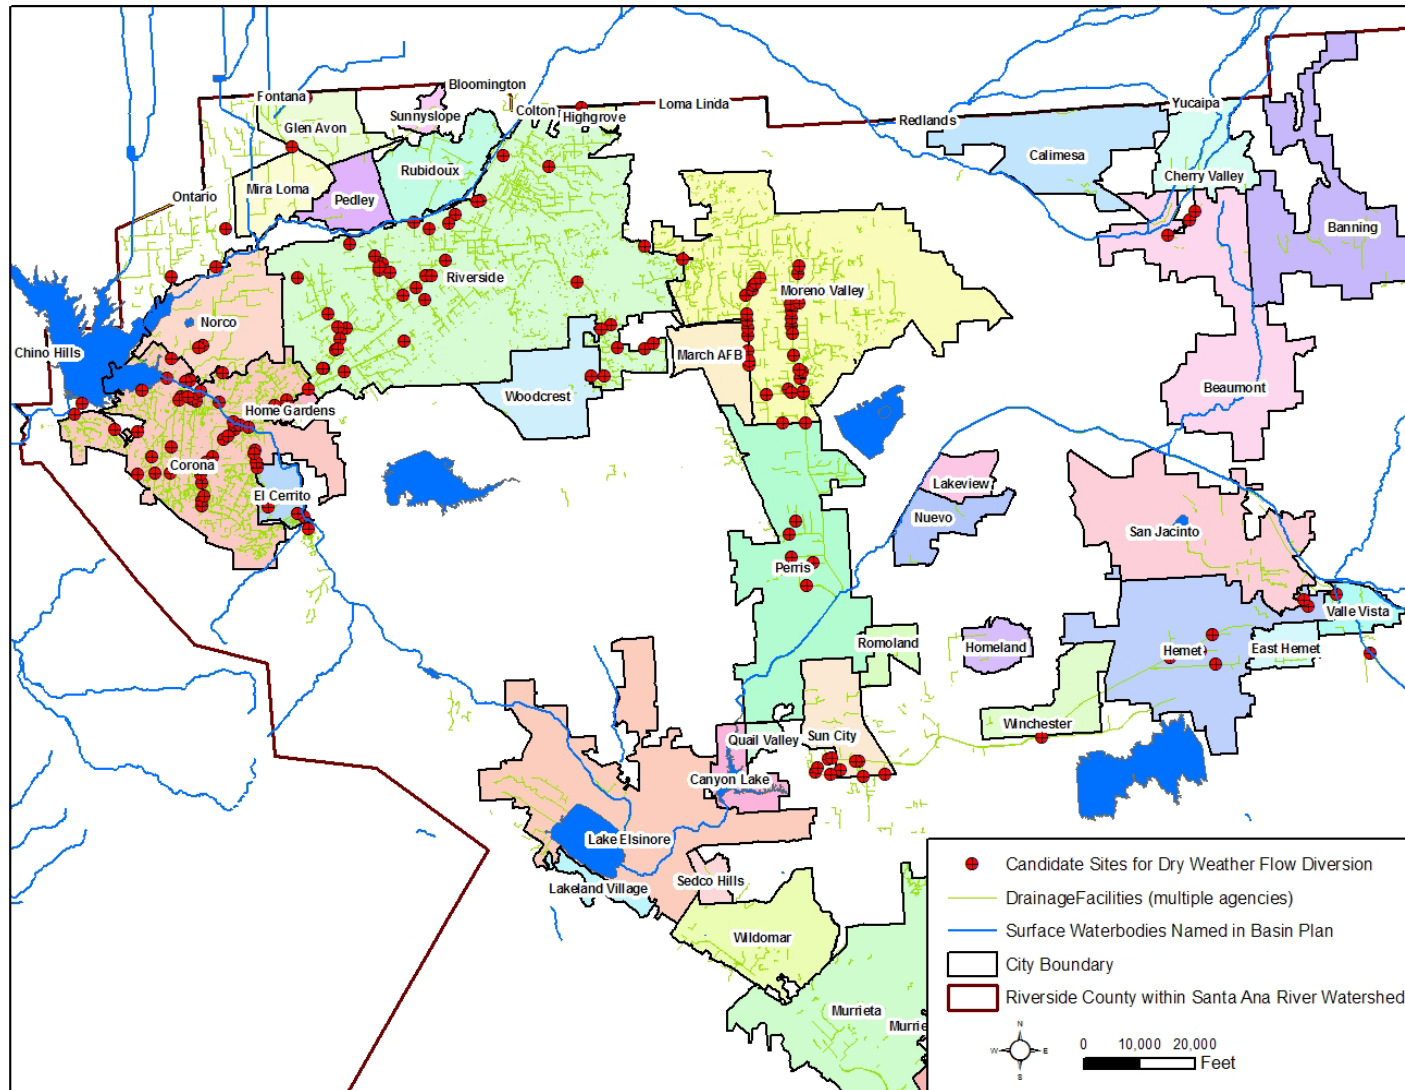 Bloomington
Fontana
Colton
Loma Linda
Yucaipa
Sunnyslope
Highgrove
Redlands
Glen Avon
Calimesa
Rubidoux
Cherry Valley
Mira Loma
Ontario
Pedley
Banning
Riverside
Moreno Valley
Norco
Chino Hills
March AFB
Beaumont
Woodcrest
Home Gardens
Corona
Lakeview
El Cerrito
Nuevo
San Jacinto
Perris
Valle Vista
Romoland
Homeland
Hemet
East Hemet
Winchester
Quail Valley
Sun City
Canyon Lake
Lake Elsinore
Sedco Hills
Lakeland Village
Wildomar
Murrieta
Murrie
Candidate Sites for Dry Weather Flow Diversion
DrainageFacilities (multiple agencies)
Surface Waterbodies Named in Basin Plan
City Boundary
Riverside County within Santa Ana River Watershed
N
W E
S
0 10,000 20,000
Feet